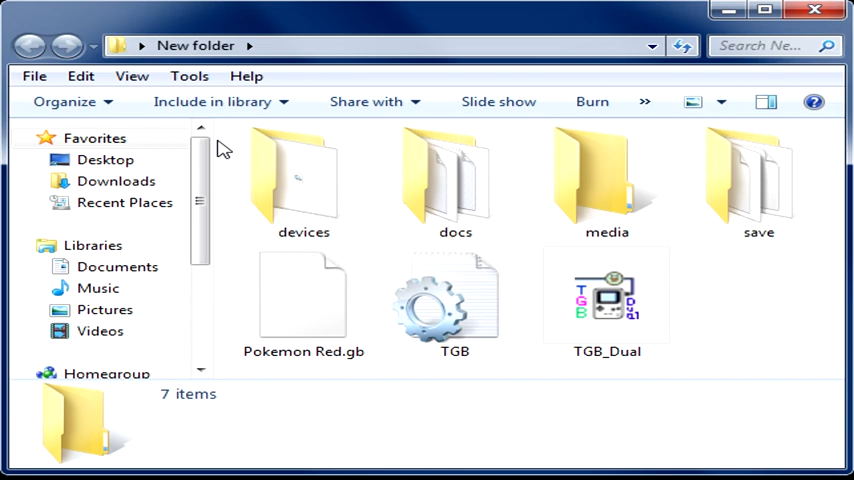 New folder
Search Ne...
File Edit View Tools Help
Organize Include in library Share with Slide show Burn »
Favorites
Desktop
Downloads
Recent Places
Libraries
Documents
Music
Pictures
Videos
Homegroup
devices docs media save
TGB Dual
Pokemon Red.gb TGB TGB_Dual
7 items